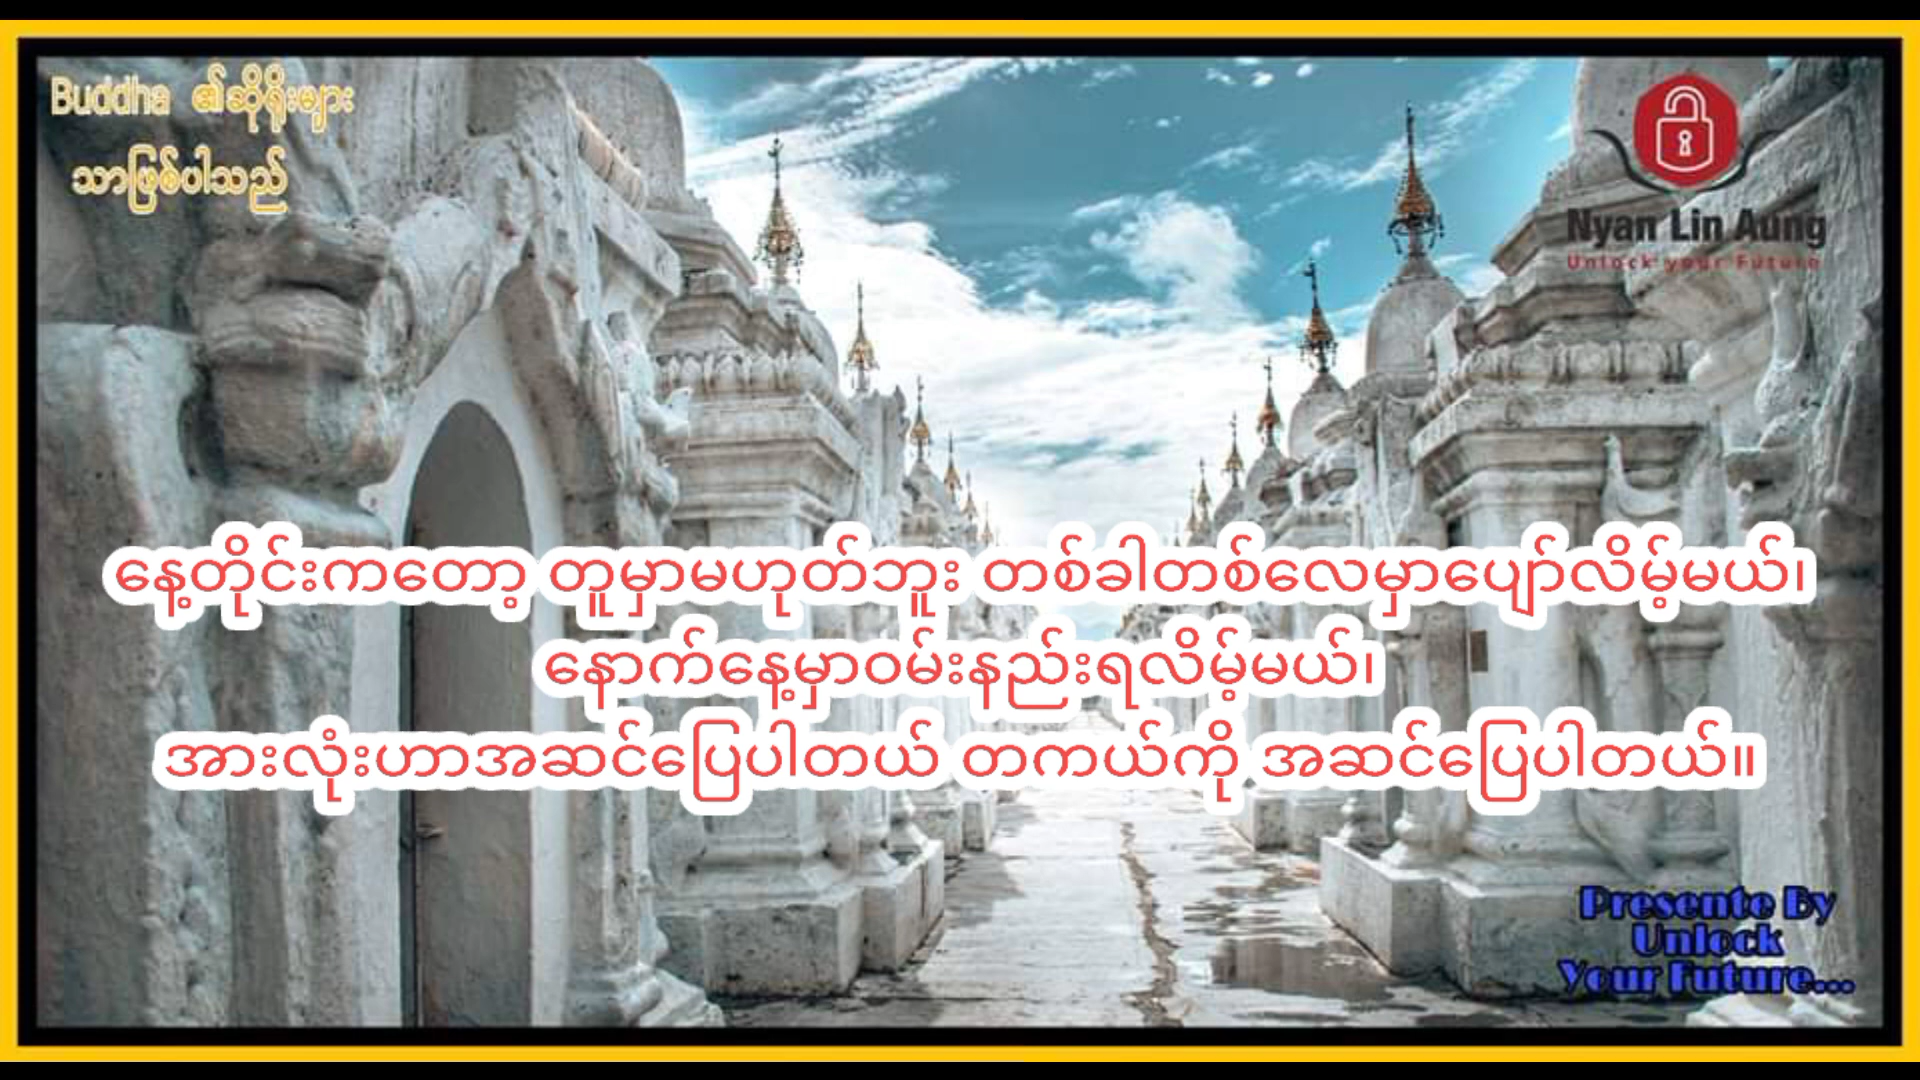 Buddha ၏ဆိုရိုးများ
သာဖြစ်ပါသည်
Nyan Lin Aung
Unlock your Future
နေ့တိုင်းကတော့ တူမှာမဟုတ်ဘူး တစ်ခါတစ်လေမှာပျော်လိမ့်မယ်၊
နောက်နေ့မှာဝမ်းနည်းရလိမ့်မယ်၊
အားလုံးဟာအဆင်ပြေပါတယ် တကယ်ကို အဆင်ပြေပါတယ်။
Presente By
Unlock
Your Future...